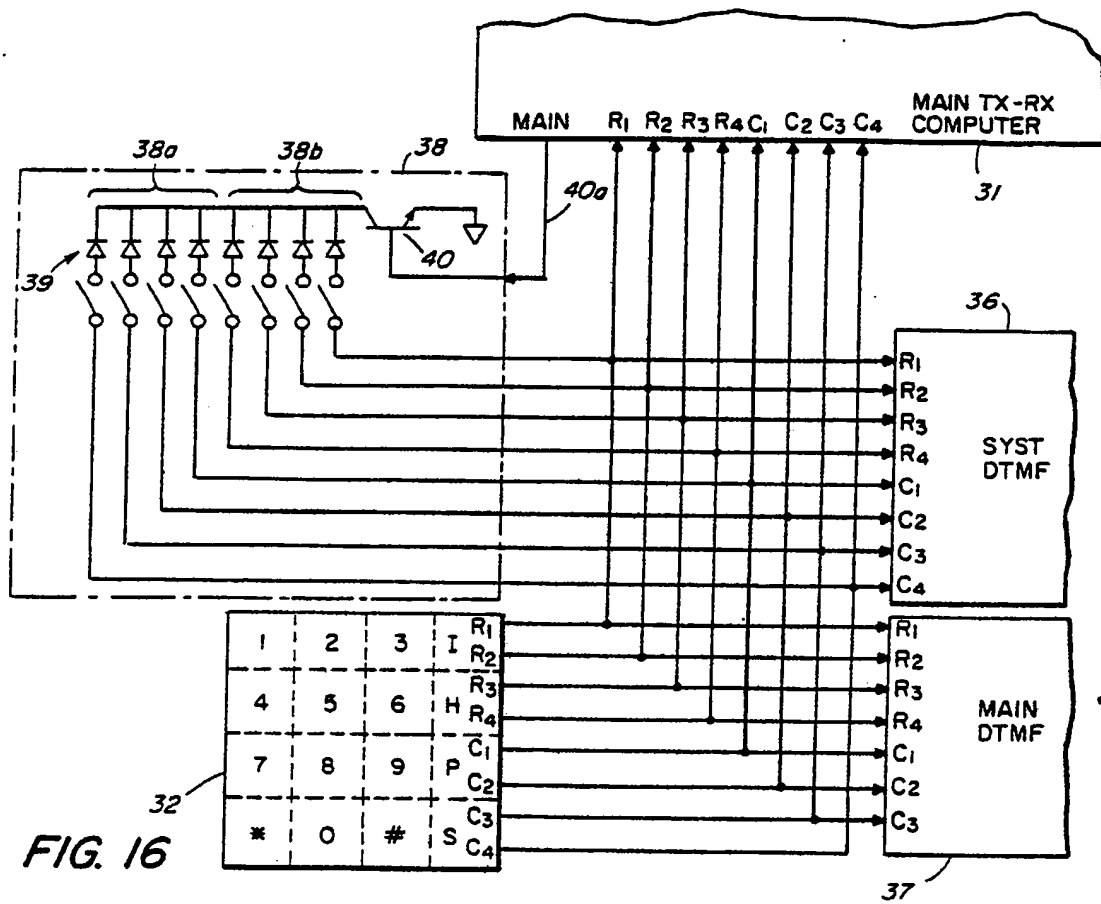 MAIN R1 R2 R3 R4 C1 C2 C3 C4 MAIN TX-RX
COMPUTER
31
38a 38b 38
40a
39
40
36
R1
R2
R3
R4
C1
C2
C3
C4
SYST
DTMF
1 2 3 I R1
R2
4 5 6 H R3
R4
7 8 9 P C1
C2
* 0 # S C3
C4
32
R1
R2
R3
R4
C1
C2
C3
MAIN
DTMF
37
FIG. 16